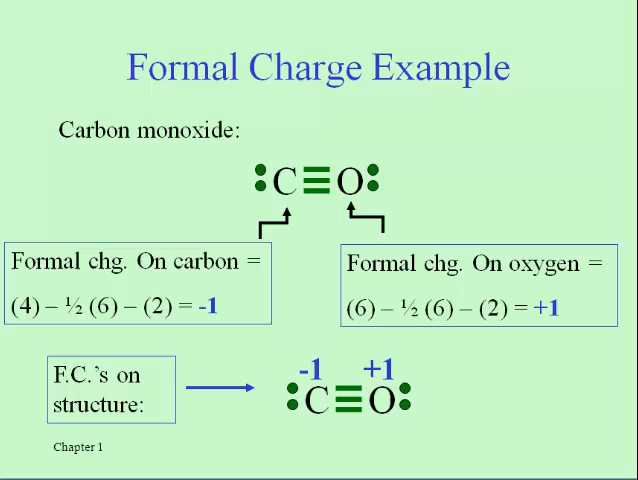 Formal Charge Example
Carbon monoxide:
C≡O
Formal chg. On carbon =
(4) – ½ (6) – (2) = -1
Formal chg. On oxygen =
(6) – ½ (6) – (2) = +1
F.C.'s on
structure:
-1 +1
C≡O
Chapter 1